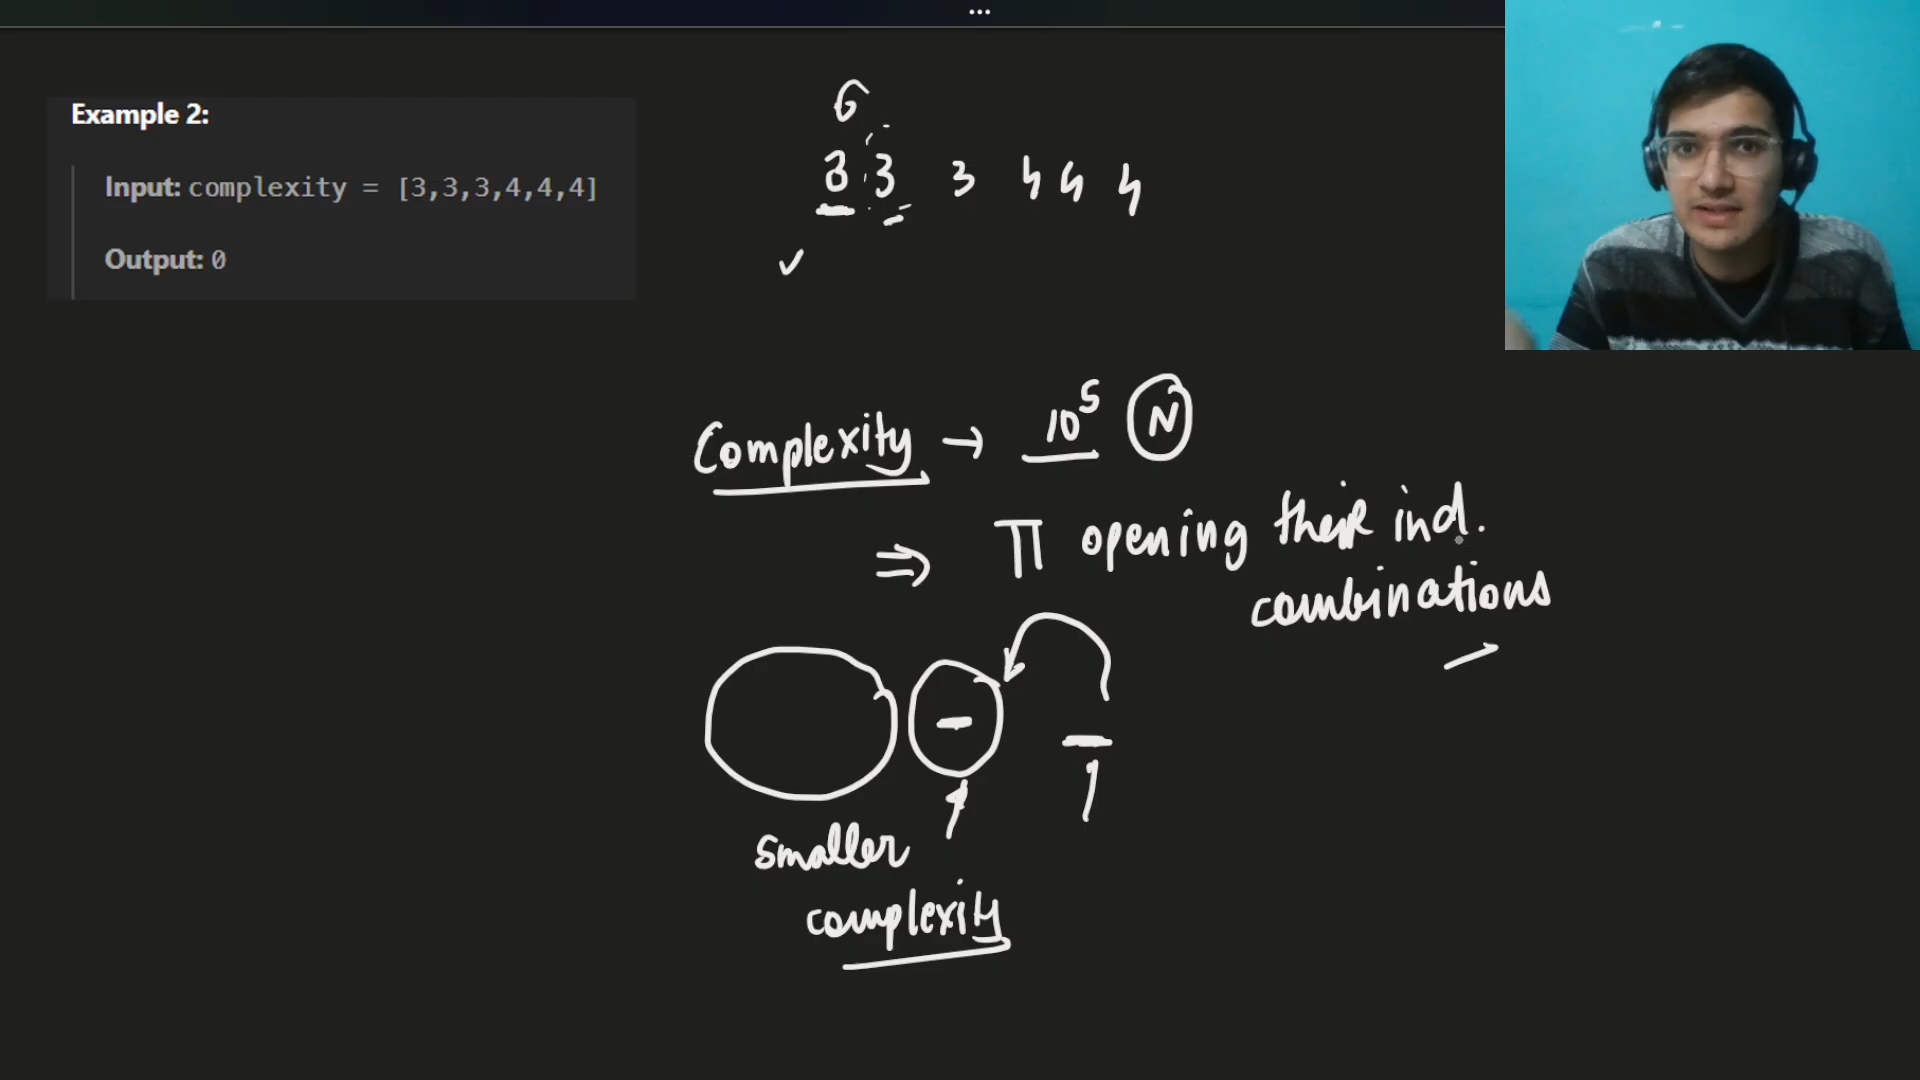 ...
Example 2:
Input: complexity = [3,3,3,4,4,4]
Output: 0
6
3 3 3 4 4 4
Complexity → 10^5 N
⇒ π opening their ind.
combinations
smaller
complexity